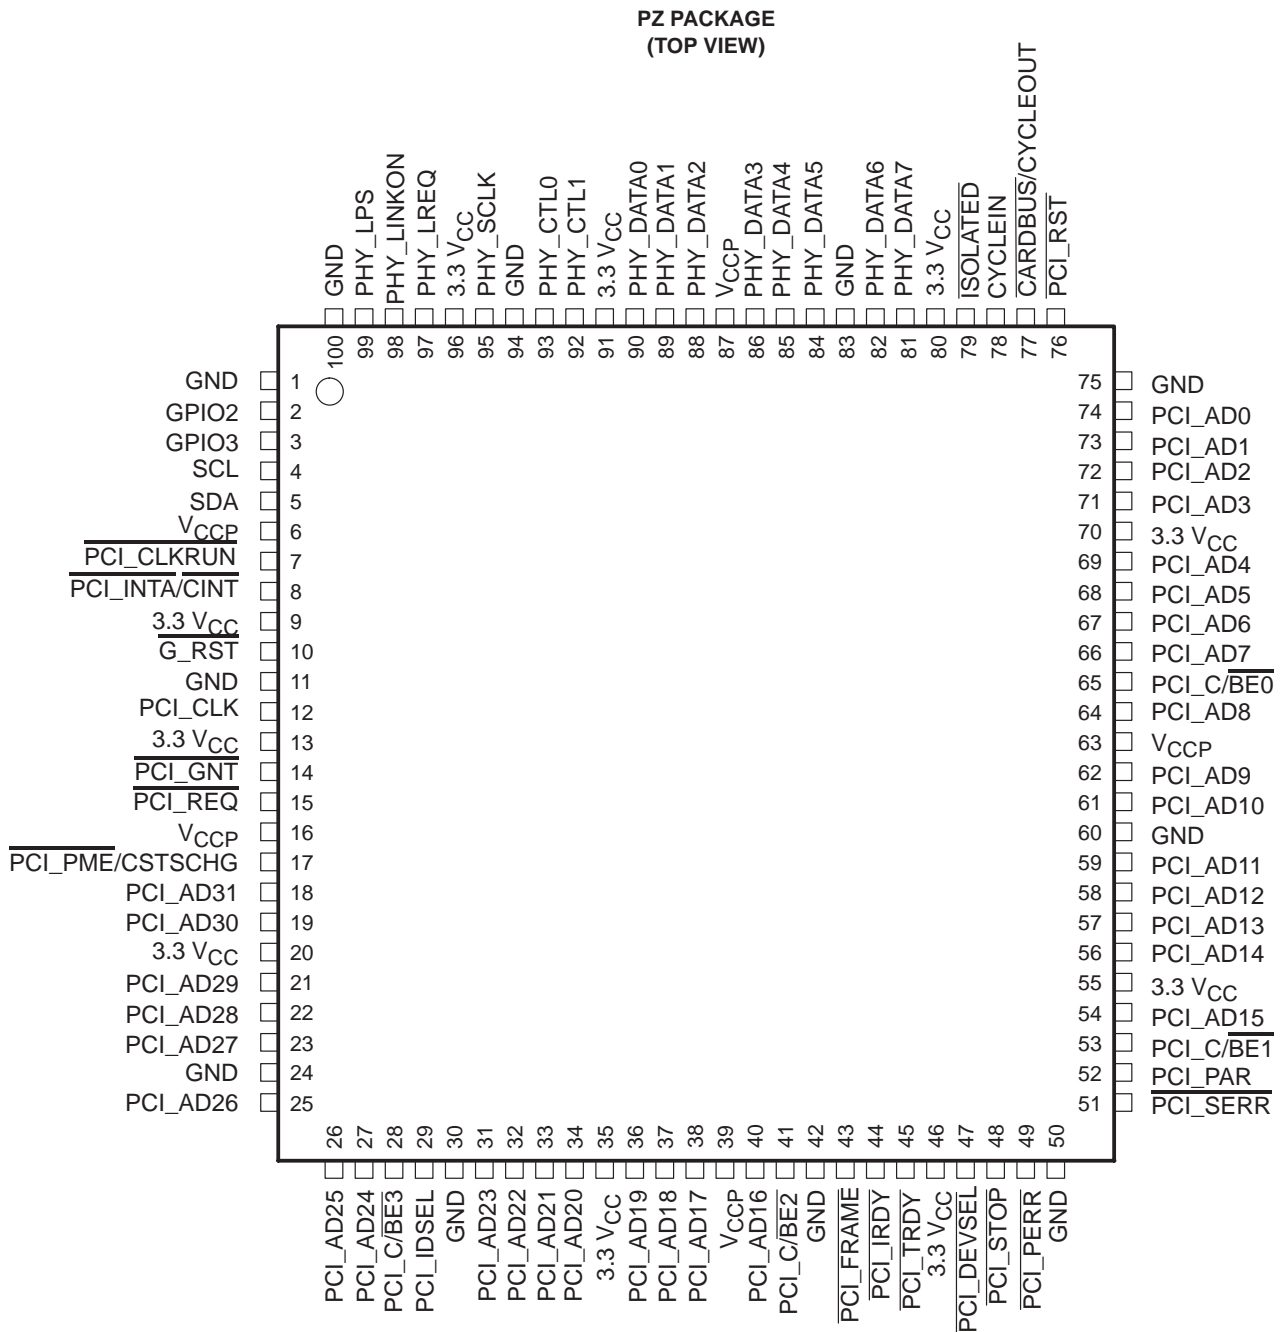 PZ PACKAGE
(TOP VIEW)
GND
PHY_LPS
PHY_LINKON
PHY_LREQ
3.3 VCC
PHY_SCLK
GND
PHY_CTL0
PHY_CTL1
3.3 VCC
PHY_DATA0
PHY_DATA1
PHY_DATA2
VCCP
PHY_DATA3
PHY_DATA4
PHY_DATA5
GND
PHY_DATA6
PHY_DATA7
3.3 VCC
ISOLATED
CYCLEIN
CARDBUS/CYCLEOUT
PCI_RST
100
99
98
97
96
95
94
93
92
91
90
89
88
87
86
85
84
83
82
81
80
79
78
77
76
GND 1
GPIO2 2
GPIO3 3
SCL 4
SDA 5
VCCP 6
PCI_CLKRUN 7
PCI_INTA/CINT 8
3.3 VCC 9
G_RST 10
GND 11
PCI_CLK 12
3.3 VCC 13
PCI_GNT 14
PCI_REQ 15
VCCP 16
PCI_PME/CSTSCHG 17
PCI_AD31 18
PCI_AD30 19
3.3 VCC 20
PCI_AD29 21
PCI_AD28 22
PCI_AD27 23
GND 24
PCI_AD26 25
75 GND
74 PCI_AD0
73 PCI_AD1
72 PCI_AD2
71 PCI_AD3
70 3.3 VCC
69 PCI_AD4
68 PCI_AD5
67 PCI_AD6
66 PCI_AD7
65 PCI_C/BE0
64 PCI_AD8
63 VCCP
62 PCI_AD9
61 PCI_AD10
60 GND
59 PCI_AD11
58 PCI_AD12
57 PCI_AD13
56 PCI_AD14
55 3.3 VCC
54 PCI_AD15
53 PCI_C/BE1
52 PCI_PAR
51 PCI_SERR
26
27
28
29
30
31
32
33
34
35
36
37
38
39
40
41
42
43
44
45
46
47
48
49
50
PCI_AD25
PCI_AD24
PCI_C/BE3
PCI_IDSEL
GND
PCI_AD23
PCI_AD22
PCI_AD21
PCI_AD20
3.3 VCC
PCI_AD19
PCI_AD18
PCI_AD17
VCCP
PCI_AD16
PCI_C/BE2
GND
PCI_FRAME
PCI_IRDY
PCI_TRDY
3.3 VCC
PCI_DEVSEL
PCI_STOP
PCI_PERR
GND